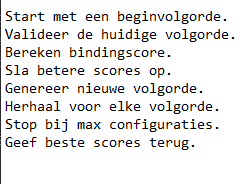 Start met een beginvolgorde.
Valideer de huidige volgorde.
Bereken bindingscore.
Sla betere scores op.
Genereer nieuwe volgorde.
Herhaal voor elke volgorde.
Stop bij max configuraties.
Geef beste scores terug.